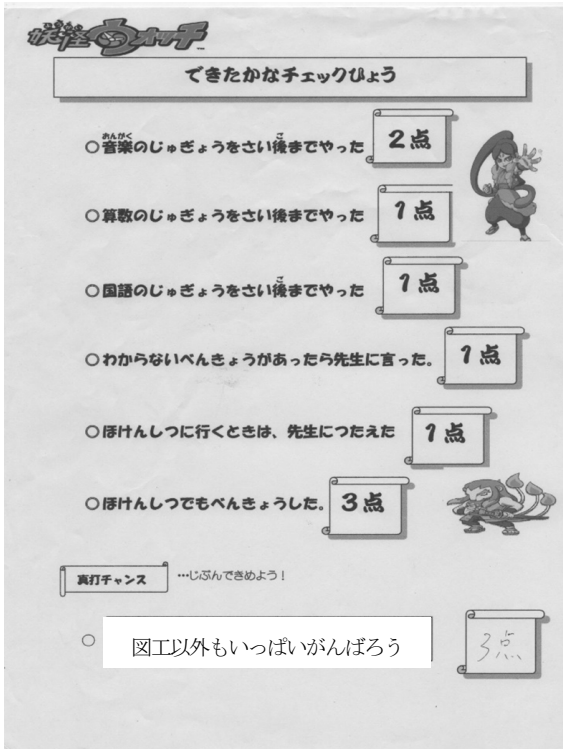 妖怪ウォッチ
できたかなチェックひょう
○音楽のじゅぎょうをさい後までやった 2点
○算数のじゅぎょうをさい後までやった 1点
○国語のじゅぎょうをさい後までやった 1点
○わからないべんきょうがあったら先生に言った。 1点
○ほけんしつに行くときは、先生につたえた 1点
○ほけんしつでもべんきょうした。 3点
真打チャンス …じぶんできめよう！
○ 図工以外もいっぱいがんばろう 3点